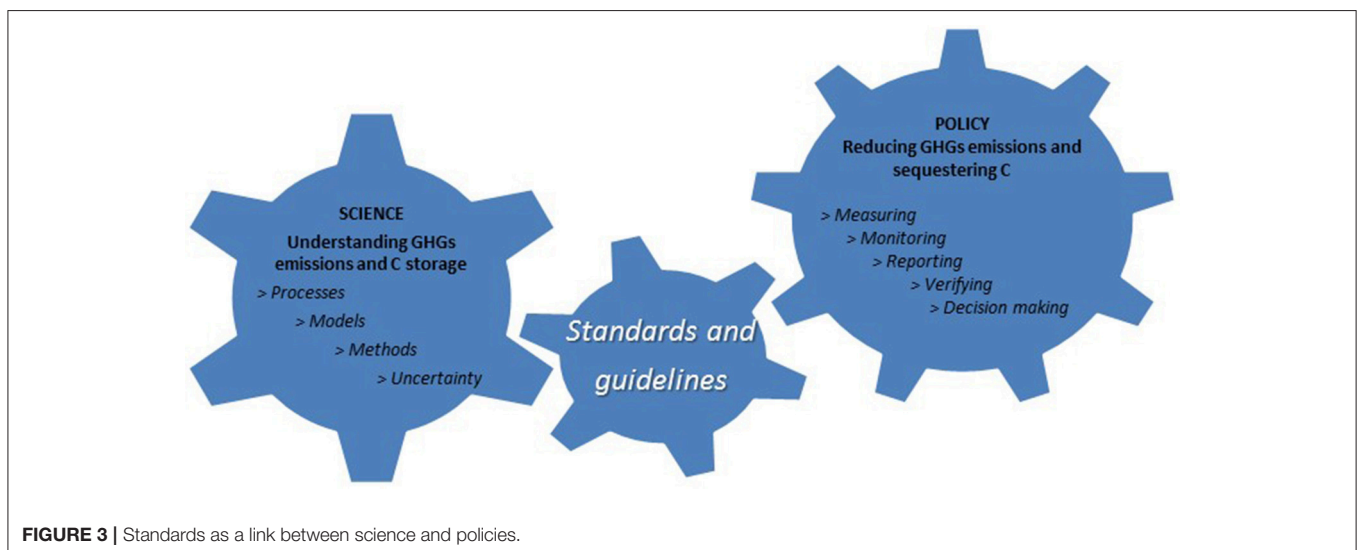 SCIENCE
Understanding GHGs
emissions and C storage
> Processes
> Models
> Methods
> Uncertainty
Standards and
guidelines
POLICY
Reducing GHGs emissions and
sequestering C
> Measuring
> Monitoring
> Reporting
> Verifying
> Decision making
FIGURE 3 | Standards as a link between science and policies.